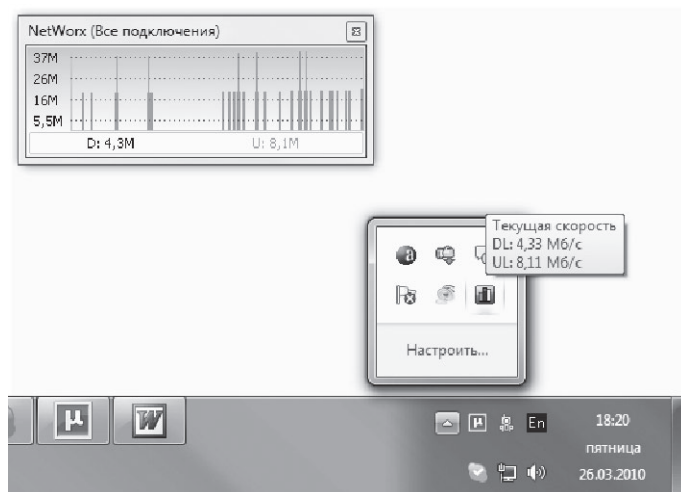 NetWorx (Все подключения)
37M
26M
16M
5,5M
D: 4,3M U: 8,1M
Текущая скорость
DL: 4,33 Мб/с
UL: 8,11 Мб/с
Настроить...
µ W µ En 18:20
пятница
26.03.2010